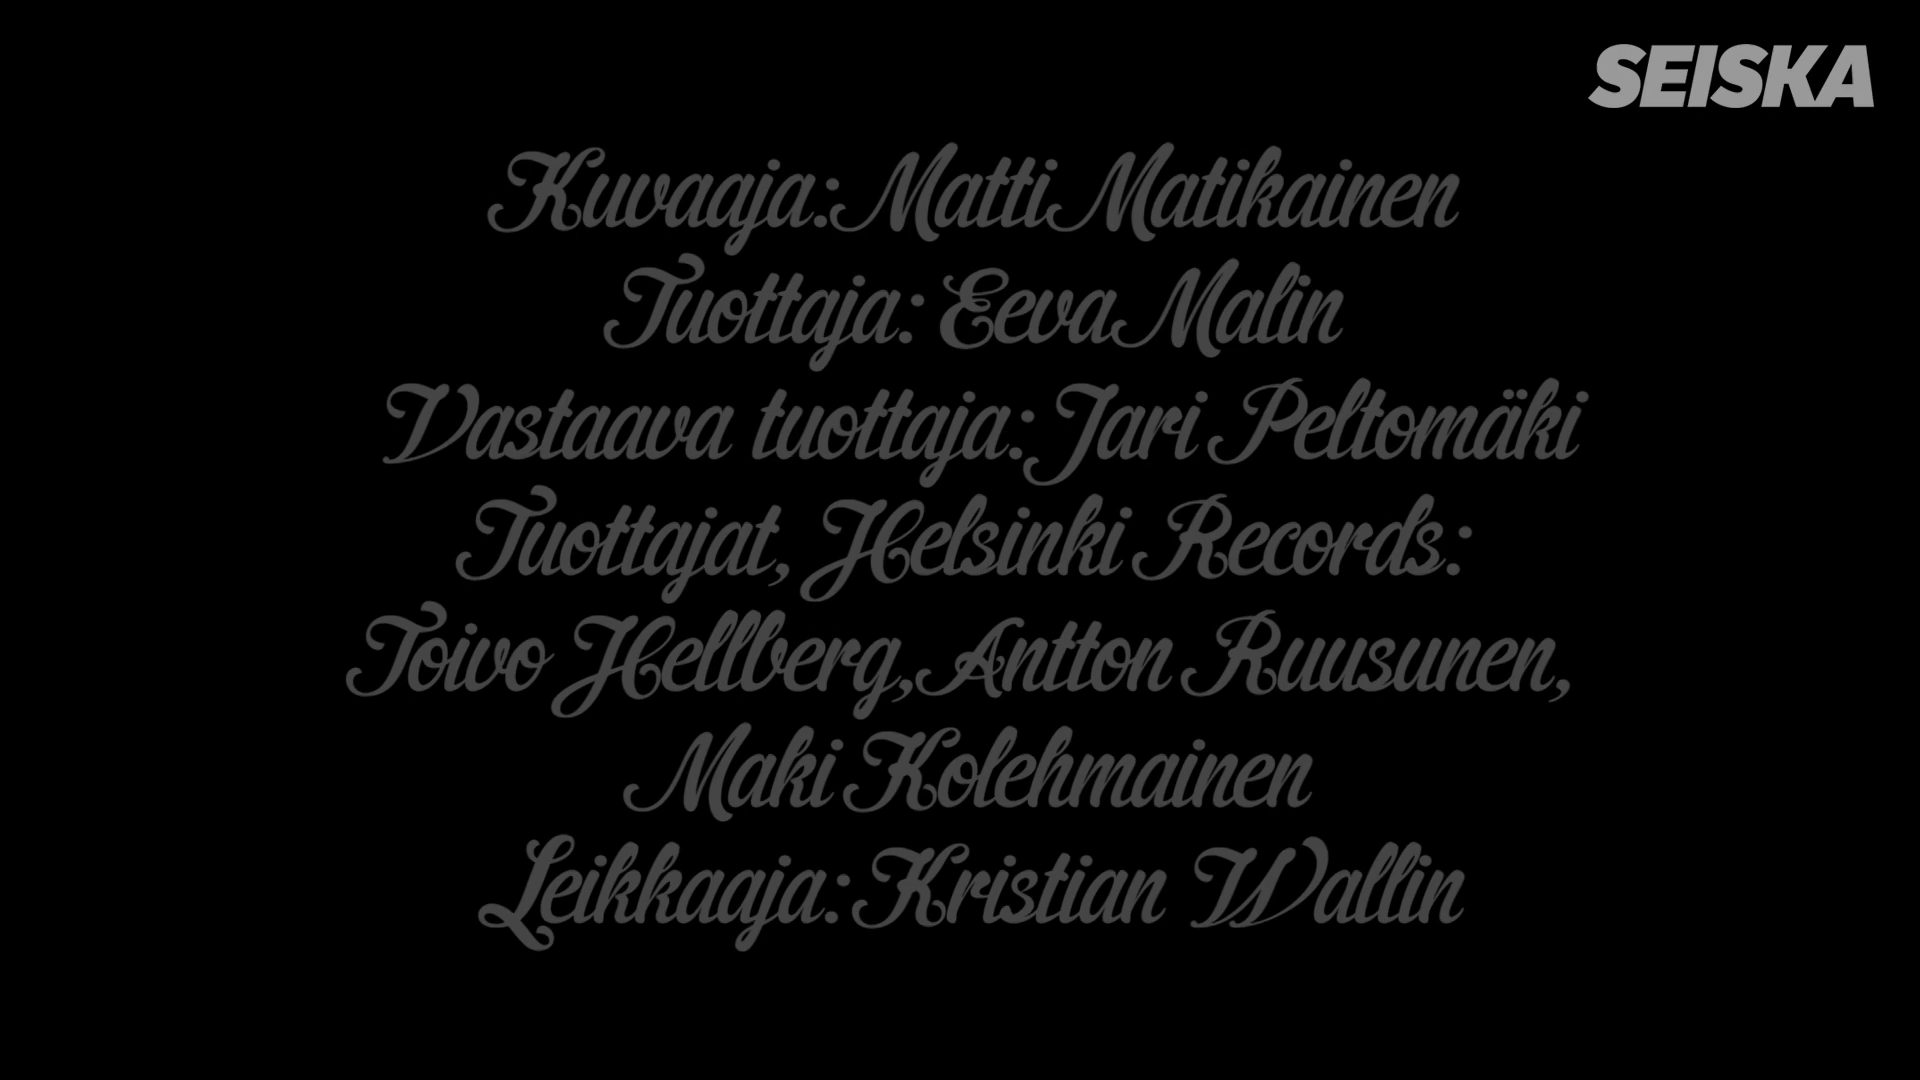 SEISKA
Kuvaaja: Matti Matikainen
Tuottaja: Eeva Malin
Vastaava tuottaja: Jari Peltomäki
Tuottajat, Helsinki Records:
Toivo Hellberg, Antton Ruusunen,
Maki Kolehmainen
Leikkaaja: Kristian Wallin